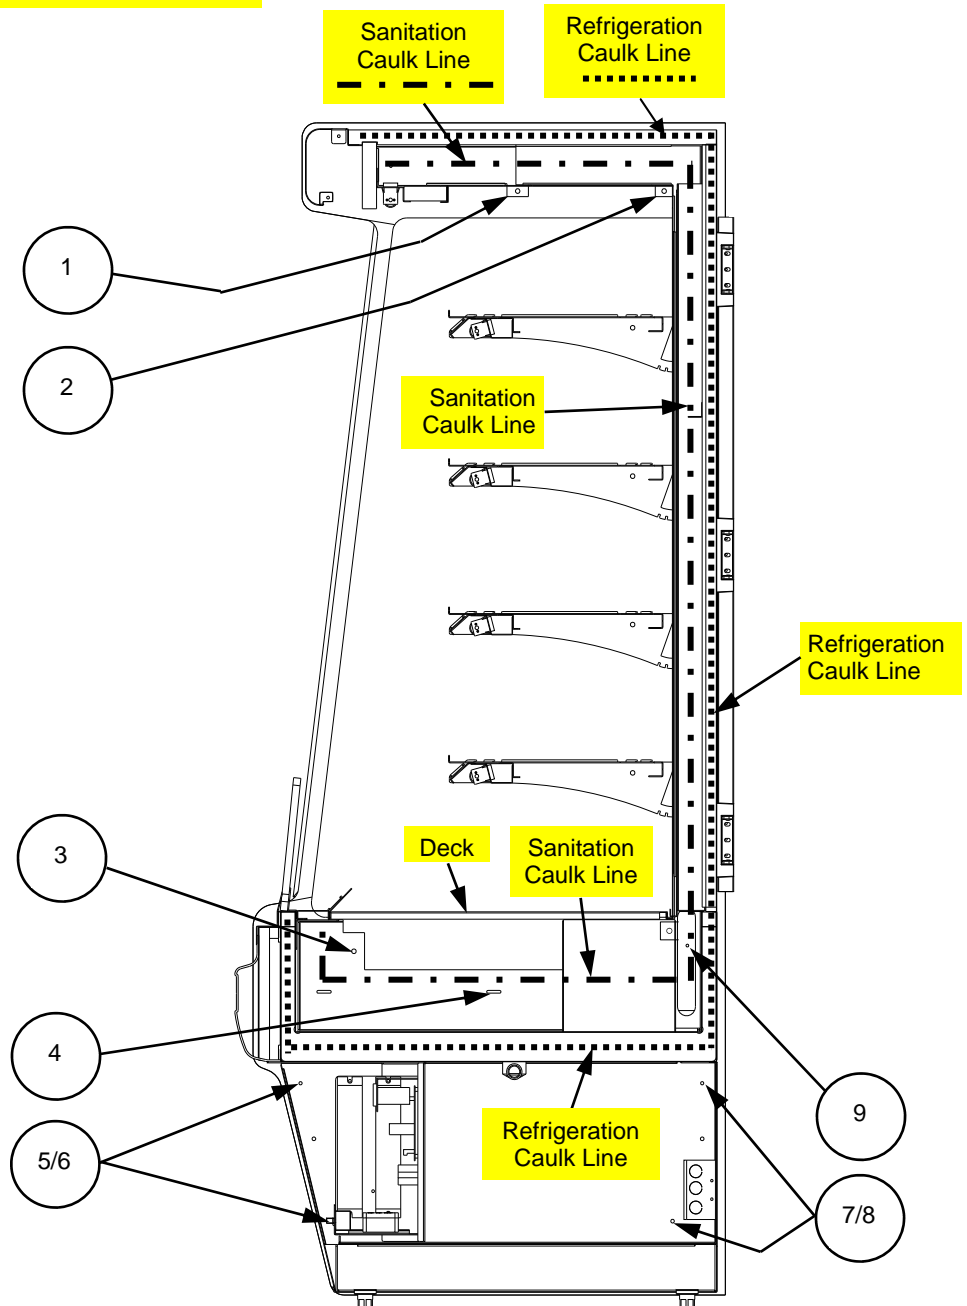 Sanitation
Caulk Line
Refrigeration
Caulk Line
1
2
Sanitation
Caulk Line
Refrigeration
Caulk Line
3
Deck
Sanitation
Caulk Line
4
5/6
Refrigeration
Caulk Line
9
7/8